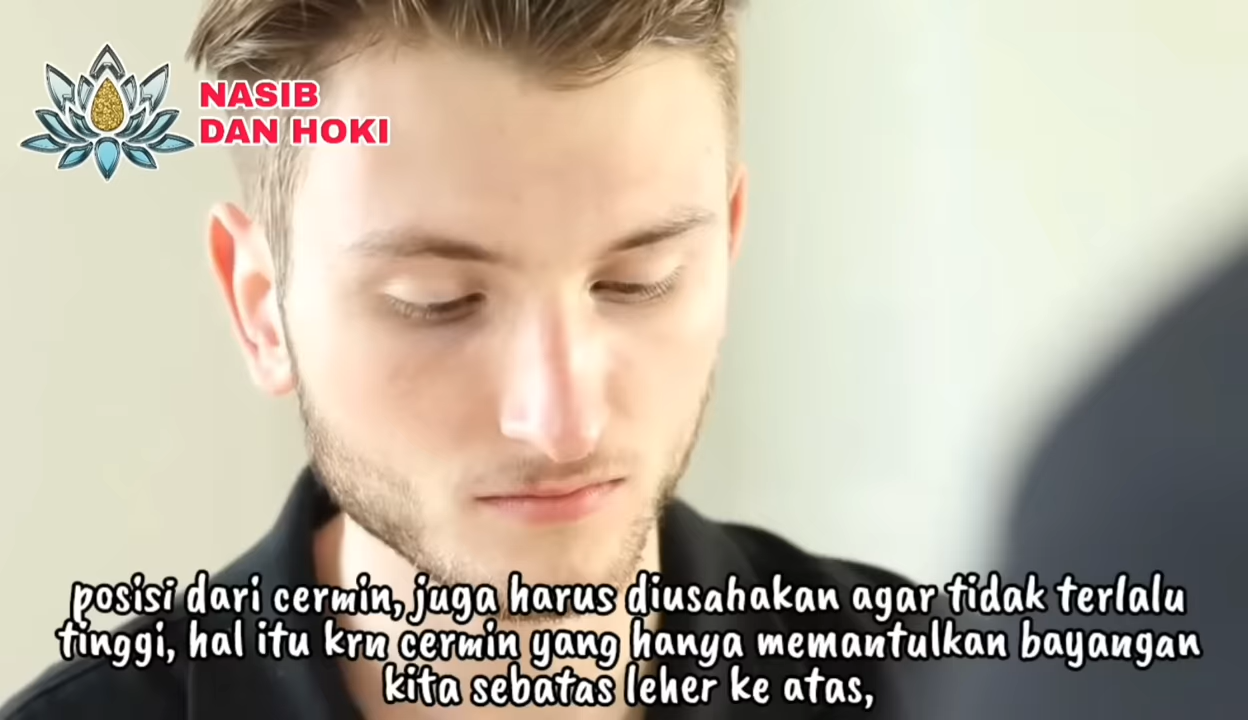 NASIB
DAN HOKI
posisi dari cermin, juga harus diusahakan agar tidak terlalu
tinggi, hal itu krn cermin yang hanya memantulkan bayangan
kita sebatas leher ke atas,